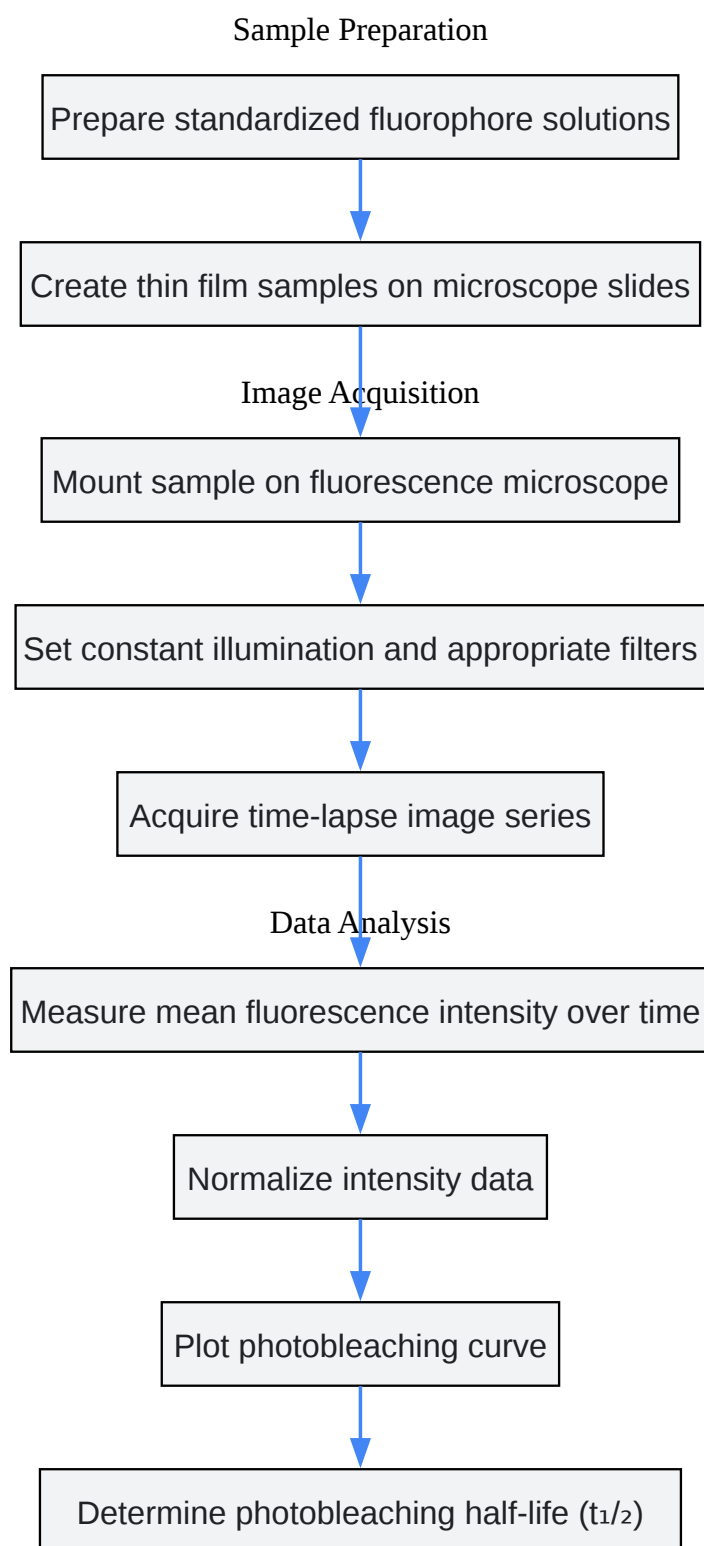 Sample Preparation
Prepare standardized fluorophore solutions
Create thin film samples on microscope slides
Image Acquisition
Mount sample on fluorescence microscope
Set constant illumination and appropriate filters
Acquire time-lapse image series
Data Analysis
Measure mean fluorescence intensity over time
Normalize intensity data
Plot photobleaching curve
Determine photobleaching half-life (t₁/₂)